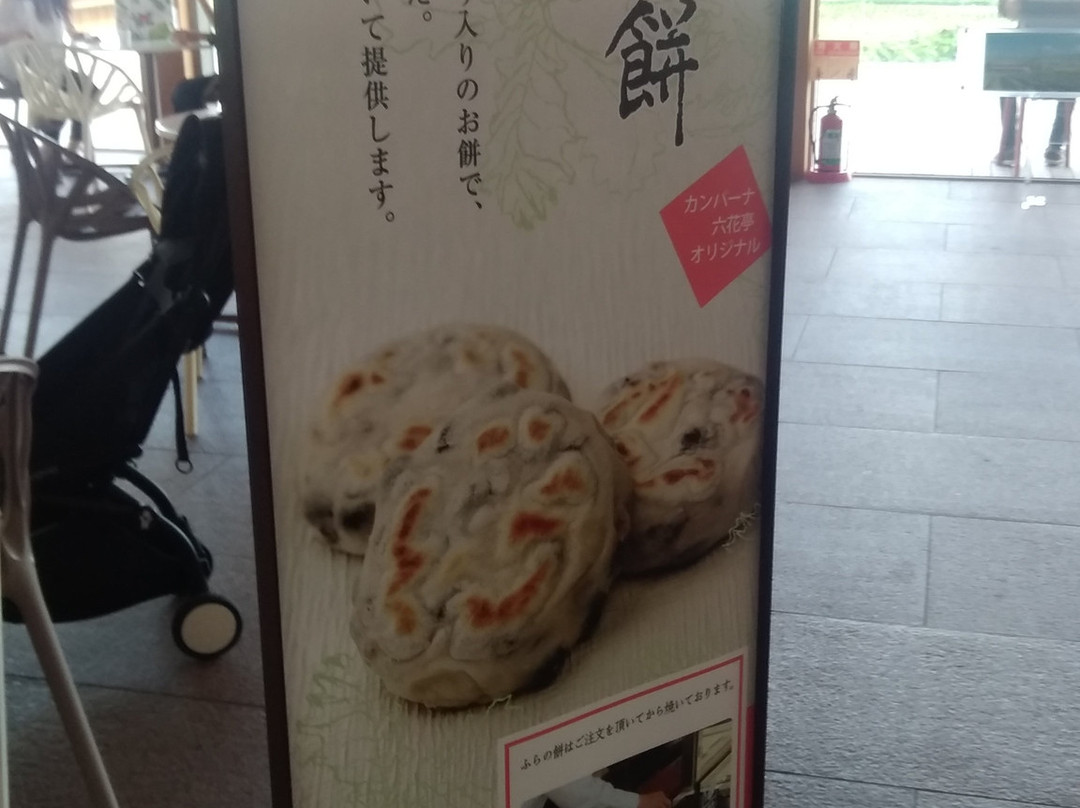 餅
入りのお餅で、
た。
て提供します。
カンパーナ
六花亭
オリジナル
ふらの餅はご注文を頂いてから焼いております。